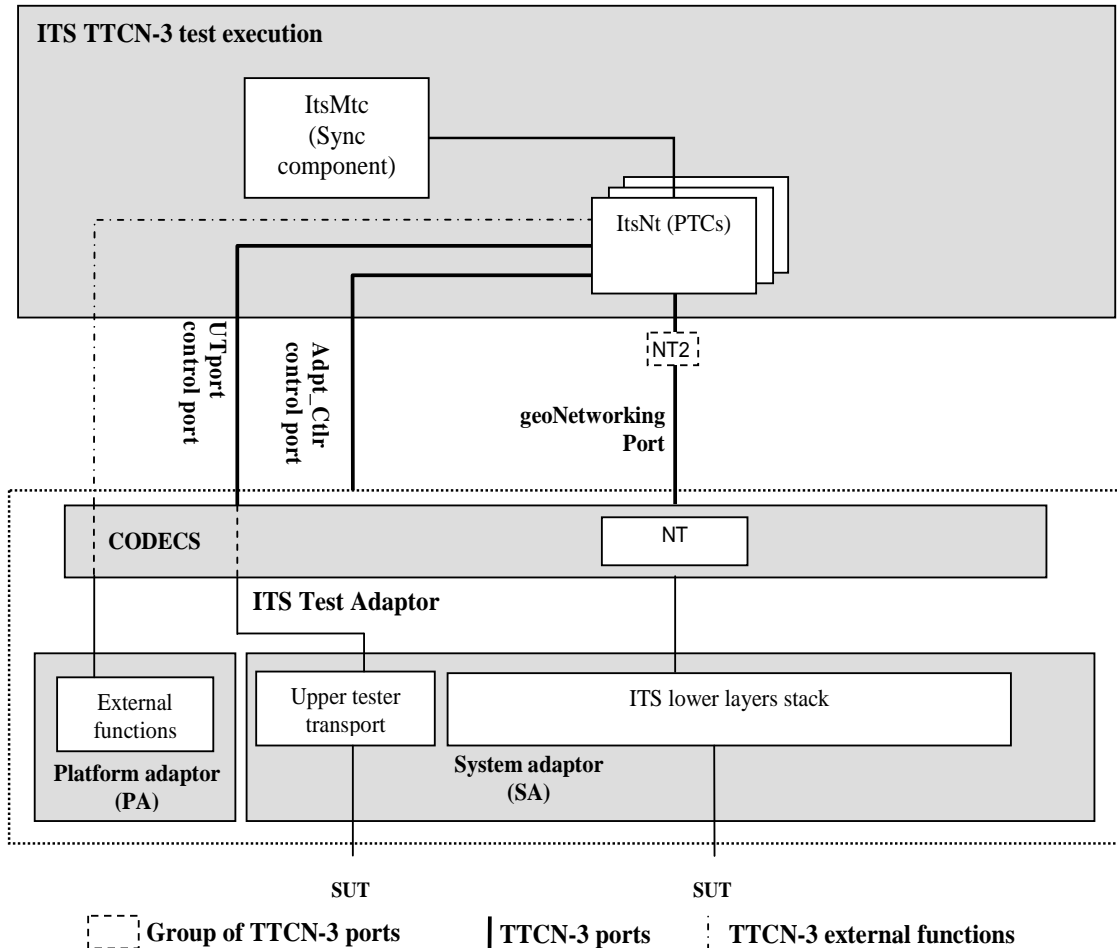 ITS TTCN-3 test execution
ItsMtc
(Sync
component)
ItsNt (PTCs)
UTport
control port
Adpt_Ctlr
control port
NT2
geoNetworking
Port
CODECS
NT
ITS Test Adaptor
External
functions
Platform adaptor
(PA)
Upper tester
transport
ITS lower layers stack
System adaptor
(SA)
SUT
SUT
Group of TTCN-3 ports
TTCN-3 ports
TTCN-3 external functions